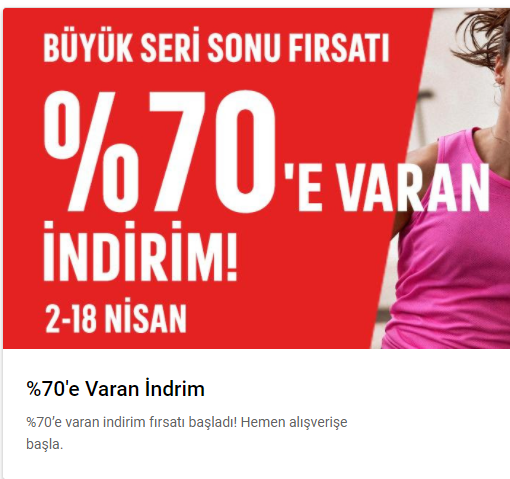 BÜYÜK SERİ SONU FIRSATI
%70'E VARAN
İNDİRİM!
2-18 NİSAN
%70'e Varan İndrim
%70’e varan indirim fırsatı başladı! Hemen alışverişe
başla.